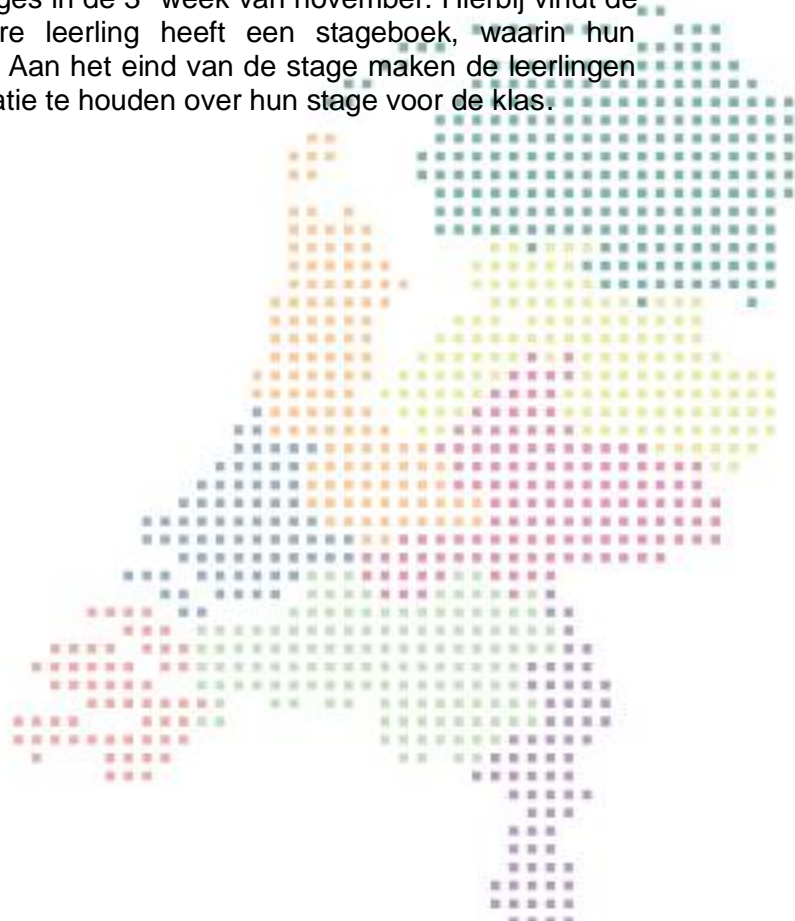 ges in de 3e week van november. Hierbij vindt de
re leerling heeft een stageboek, waarin hun
Aan het eind van de stage maken de leerlingen
atie te houden over hun stage voor de klas.